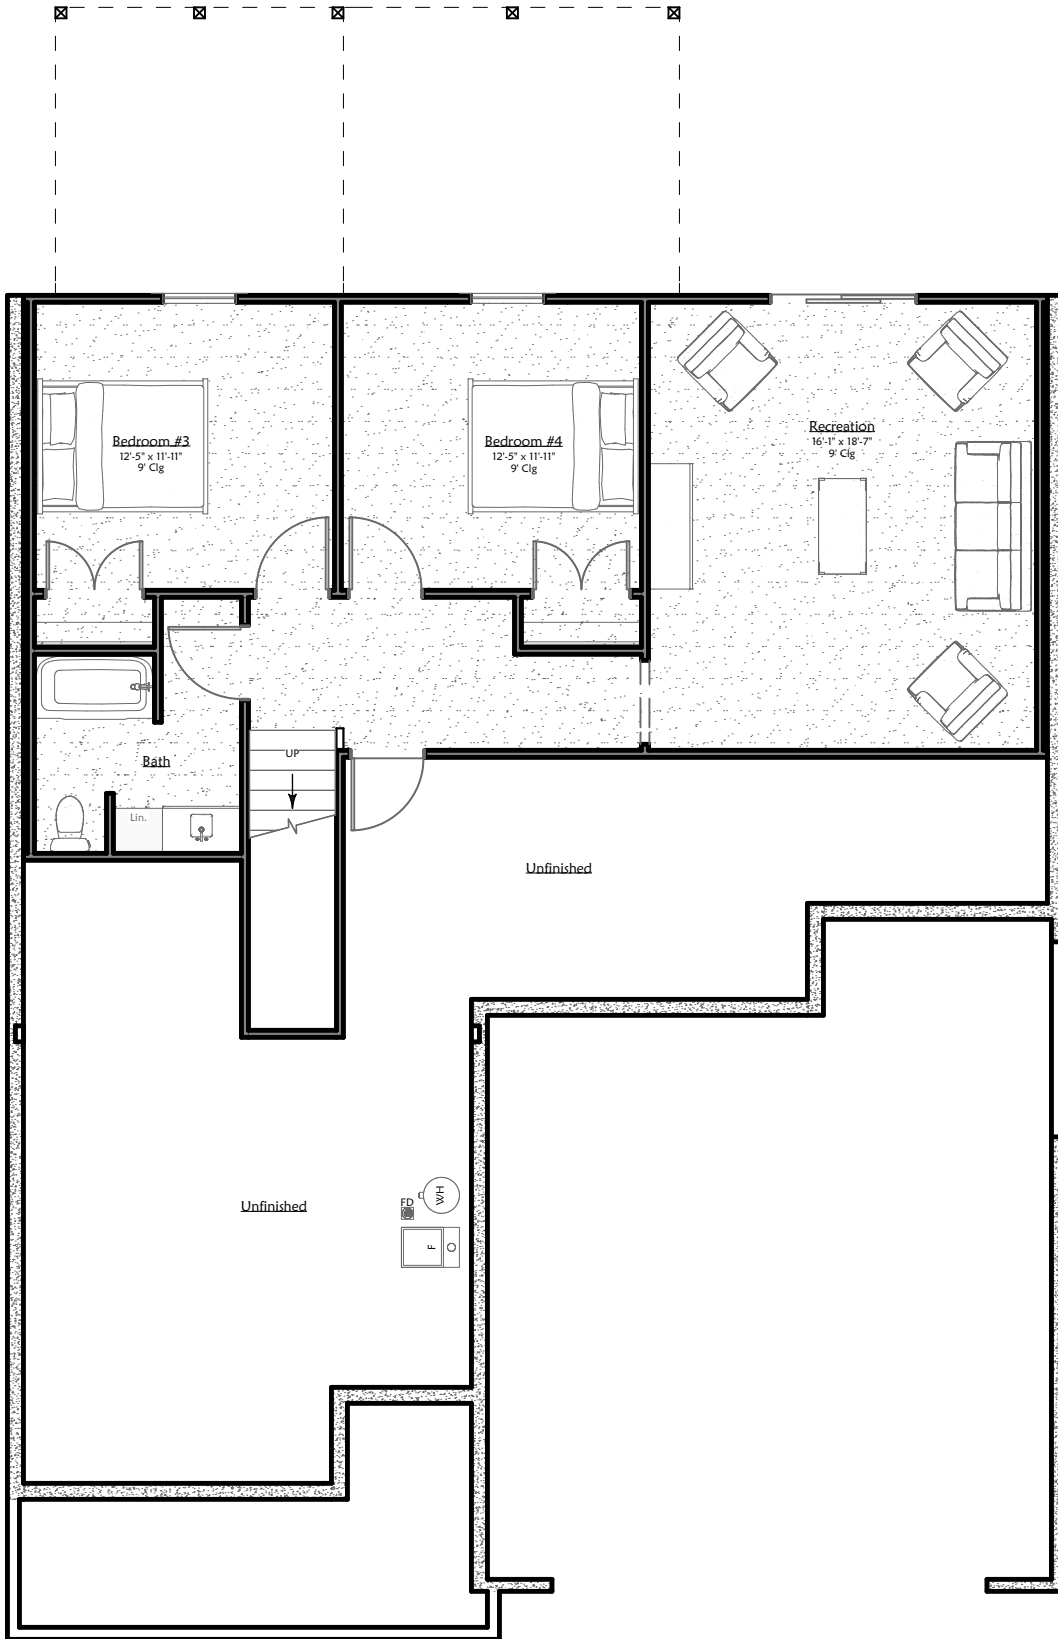 Bedroom #3
12'-5" x 11'-11"
9' Clg
Bedroom #4
12'-5" x 11'-11"
9' Clg
Recreation
16'-1" x 18'-7"
9' Clg
UP
Bath
Lin.
Unfinished
Unfinished
WH
FD
F